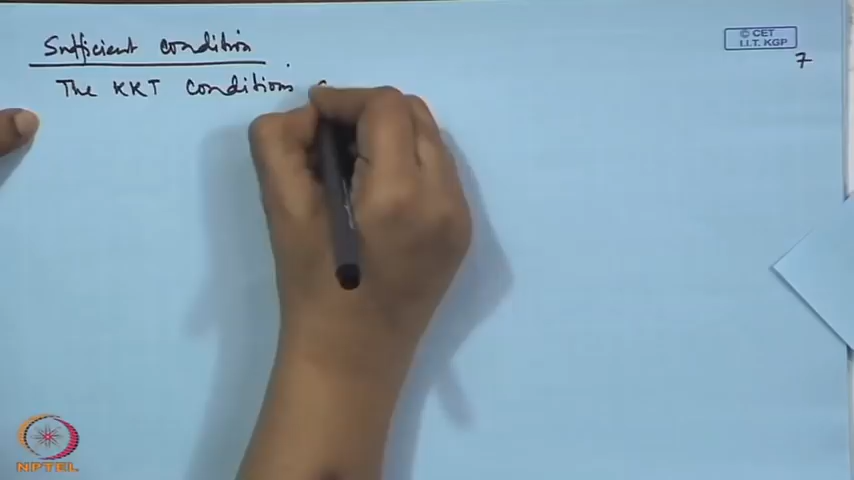 Sufficient condition
The KKT Conditions
© CET
I.I.T. KGP
7
NPTEL